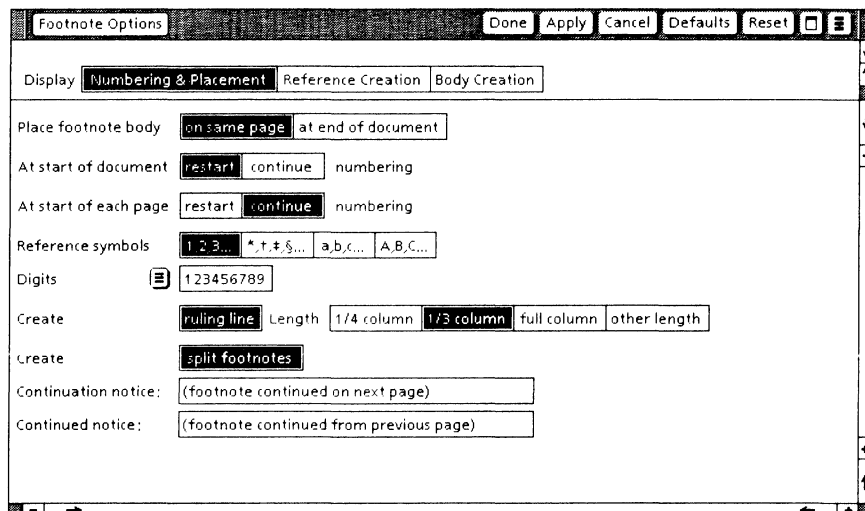 Footnote Options Done Apply Cancel Defaults Reset
Display Numbering & Placement Reference Creation Body Creation
Place footnote body on same page at end of document
At start of document restart continue numbering
At start of each page restart continue numbering
Reference symbols 1,2,3... *,†,‡,§... a,b,c... A,B,C...
Digits 123456789
Create ruling line Length 1/4 column 1/3 column full column other length
Create split footnotes
Continuation notice: (footnote continued on next page)
Continued notice: (footnote continued from previous page)